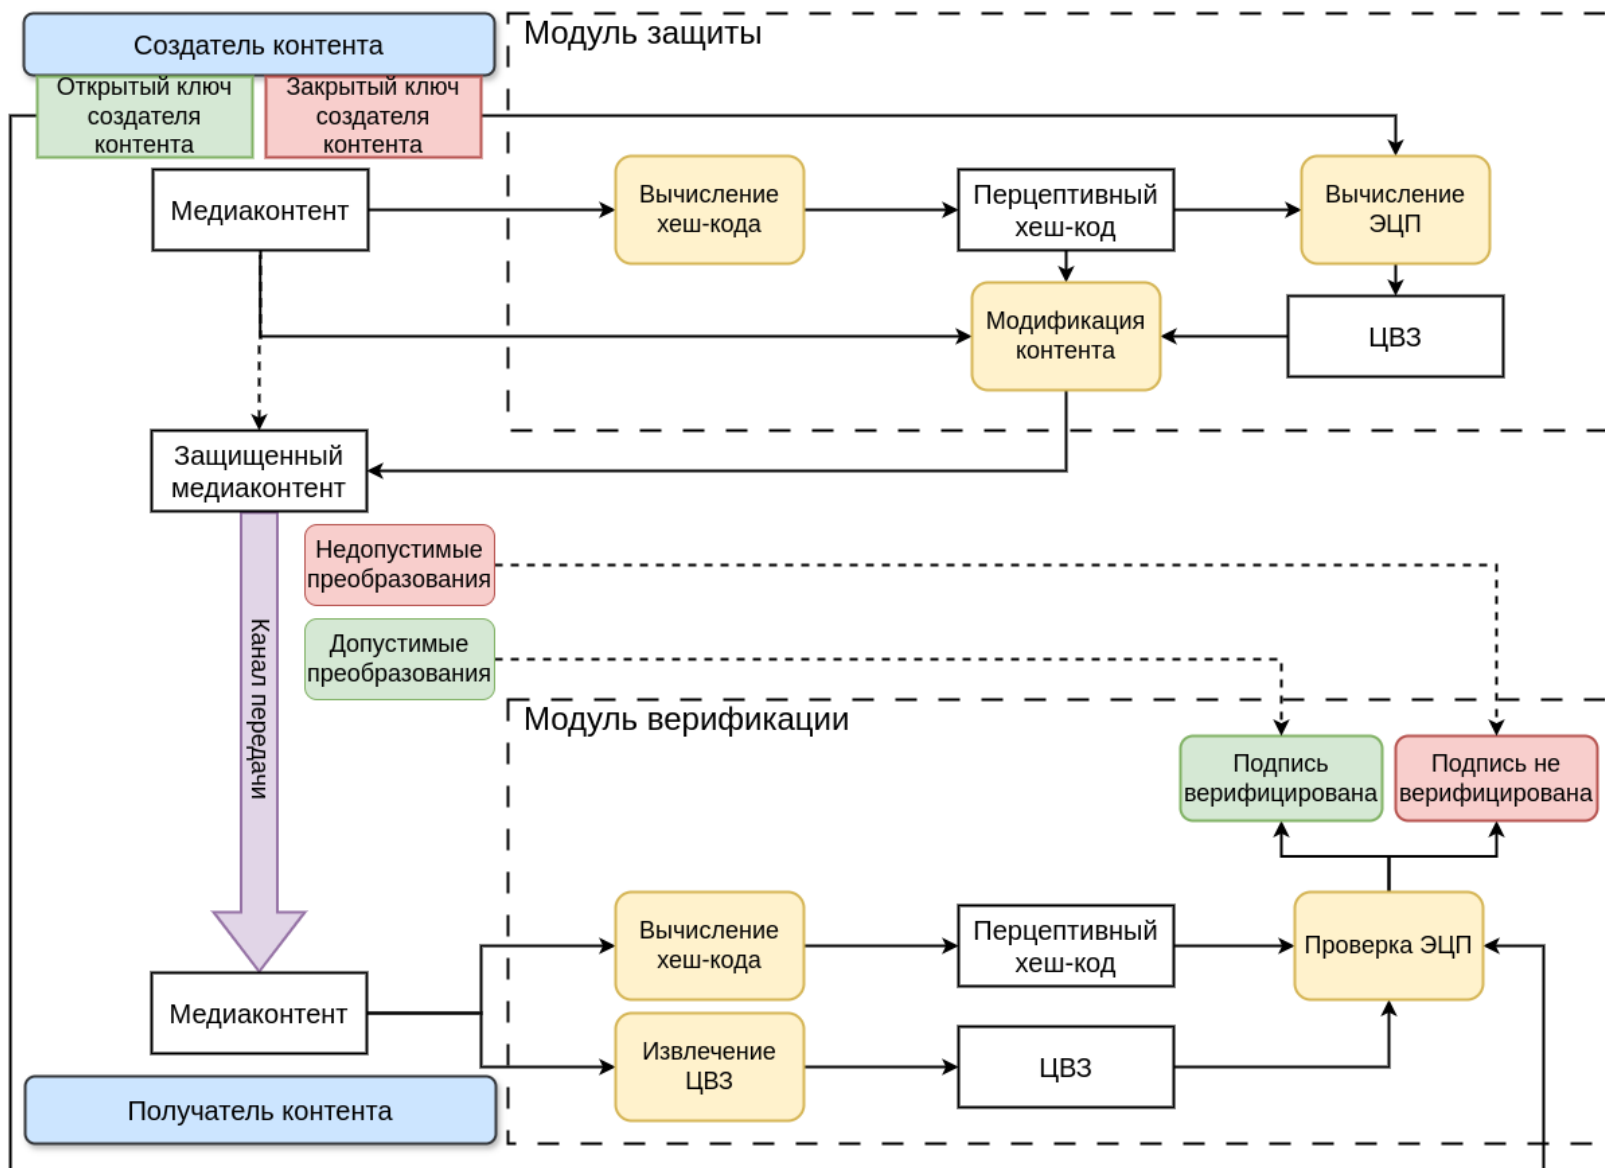 Создатель контента
Модуль защиты
Открытый ключ
создателя
контента
Закрытый ключ
создателя
контента
Медиаконтент
Вычисление
хеш-кода
Перцептивный
хеш-код
Вычисление
ЭЦП
Модификация
контента
ЦВЗ
Защищенный
медиаконтент
Недопустимые
преобразования
Допустимые
преобразования
Канал передачи
Модуль верификации
Подпись
верифицирована
Подпись не
верифицирована
Вычисление
хеш-кода
Перцептивный
хеш-код
Проверка ЭЦП
Медиаконтент
Извлечение
ЦВЗ
ЦВЗ
Получатель контента